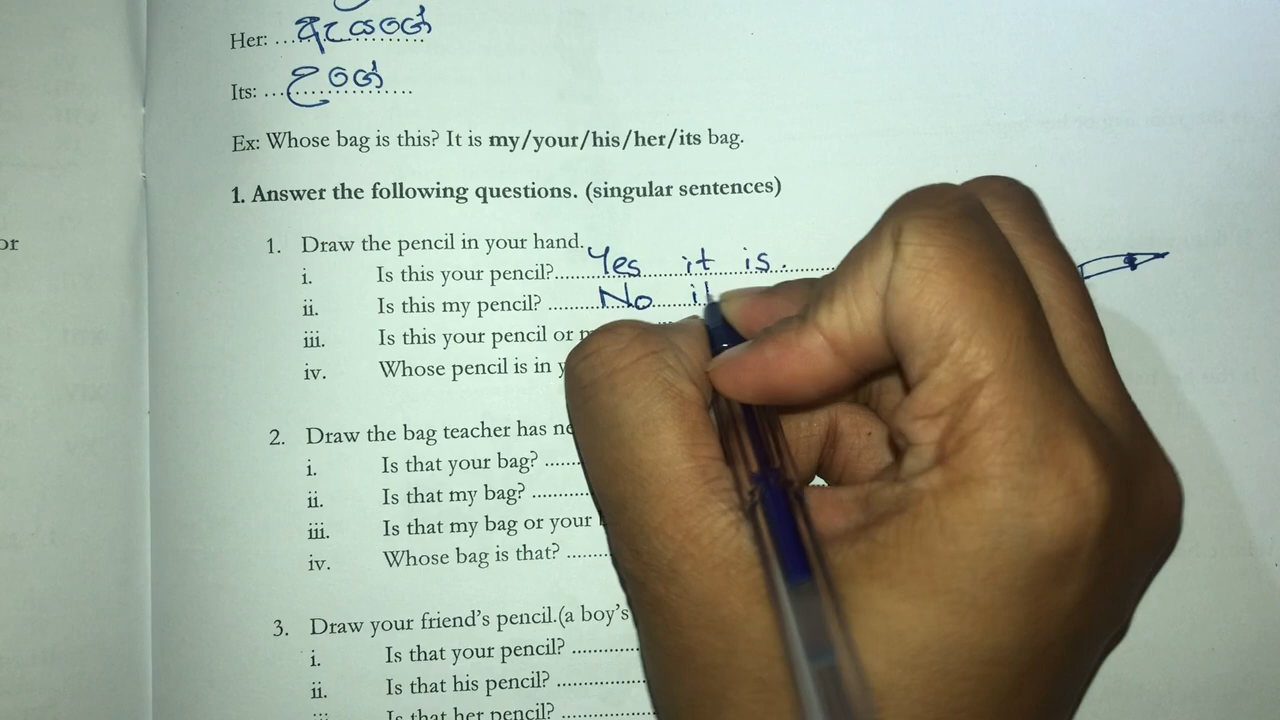 Her: ... ඇයගේ
Its: ... උගේ
Ex: Whose bag is this? It is my/your/his/her/its bag.
1. Answer the following questions. (singular sentences)
or
1. Draw the pencil in your hand.
i. Is this your pencil?... Yes it is.
ii. Is this my pencil? ... No it
iii. Is this your pencil or
iv. Whose pencil is in
2. Draw the bag teacher has
i. Is that your bag? ...
ii. Is that my bag? ...
iii. Is that my bag or your
iv. Whose bag is that? ...
3. Draw your friend's pencil.(a boy's
i. Is that your pencil? ...
ii. Is that his pencil? ...
iii. Is that her pencil? ...